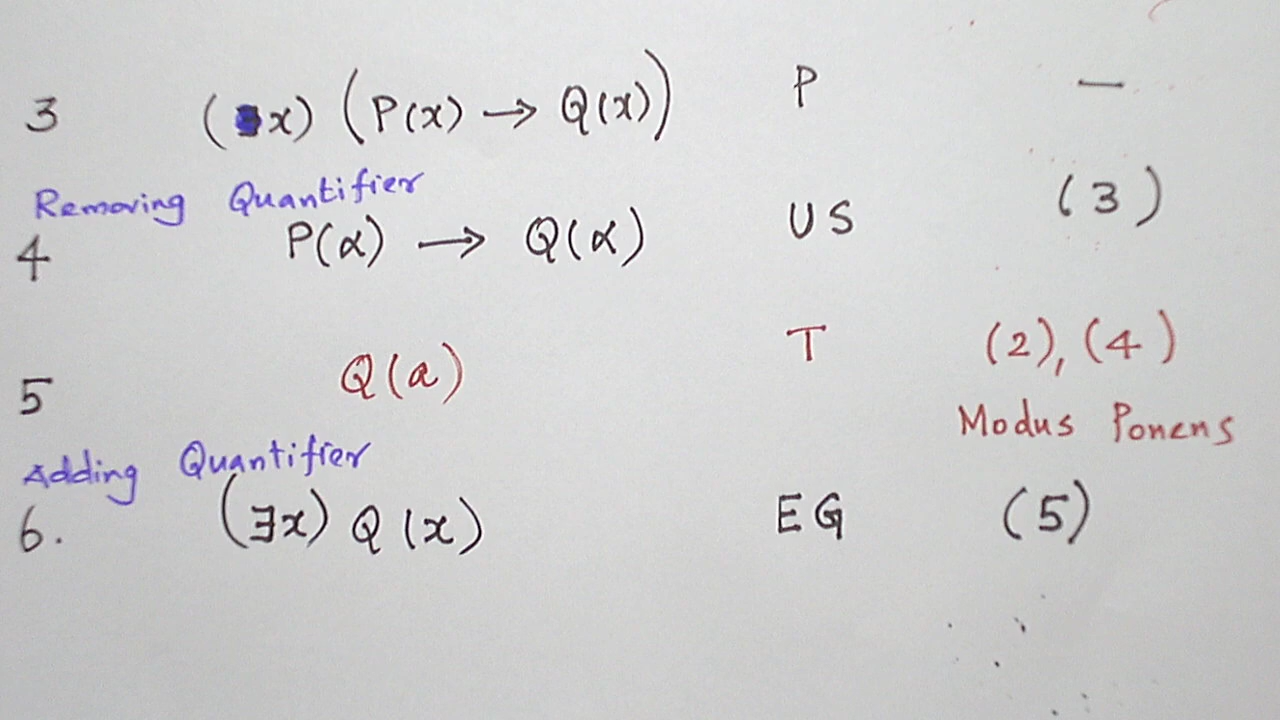 3 (x) (P(x) → Q(x)) P —
Removing Quantifier
4 P(α) → Q(α) US (3)
5 Q(a) T (2), (4)
Modus Ponens
Adding Quantifier
6. (∃x) Q(x) EG (5)